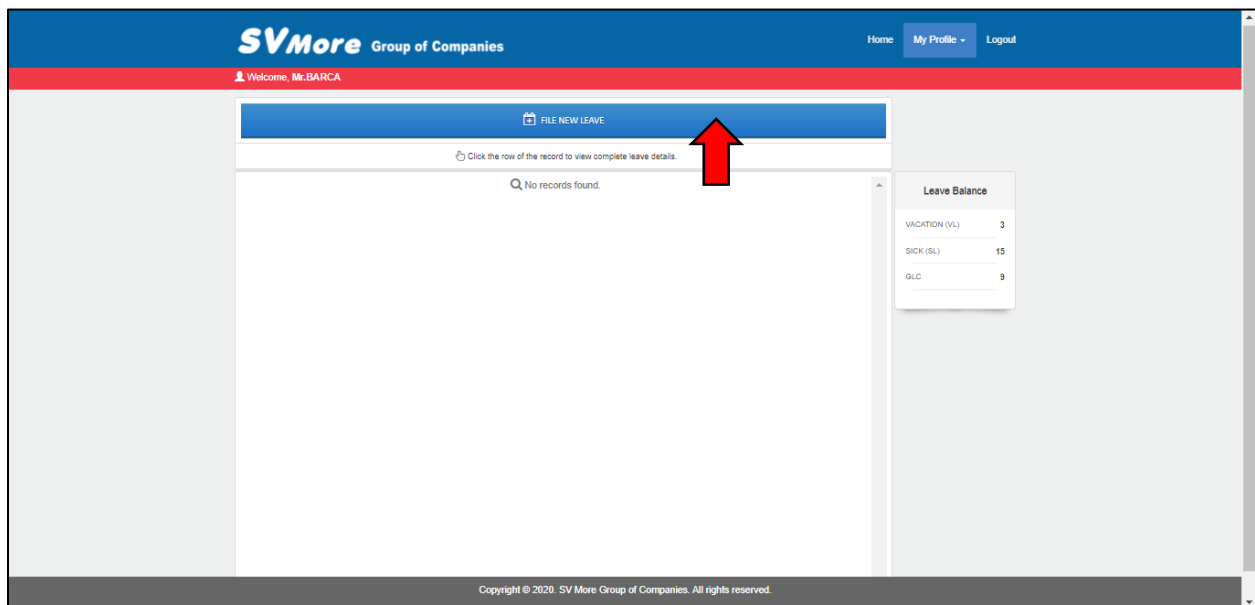 SVMore Group of Companies
Home My Profile Logout
Welcome, Mr.BARCA
FILE NEW LEAVE
Click the row of the record to view complete leave details.
No records found.
Leave Balance
VACATION (VL) 3
SICK (SL) 15
GLC 9
Copyright © 2020. SV More Group of Companies. All rights reserved.